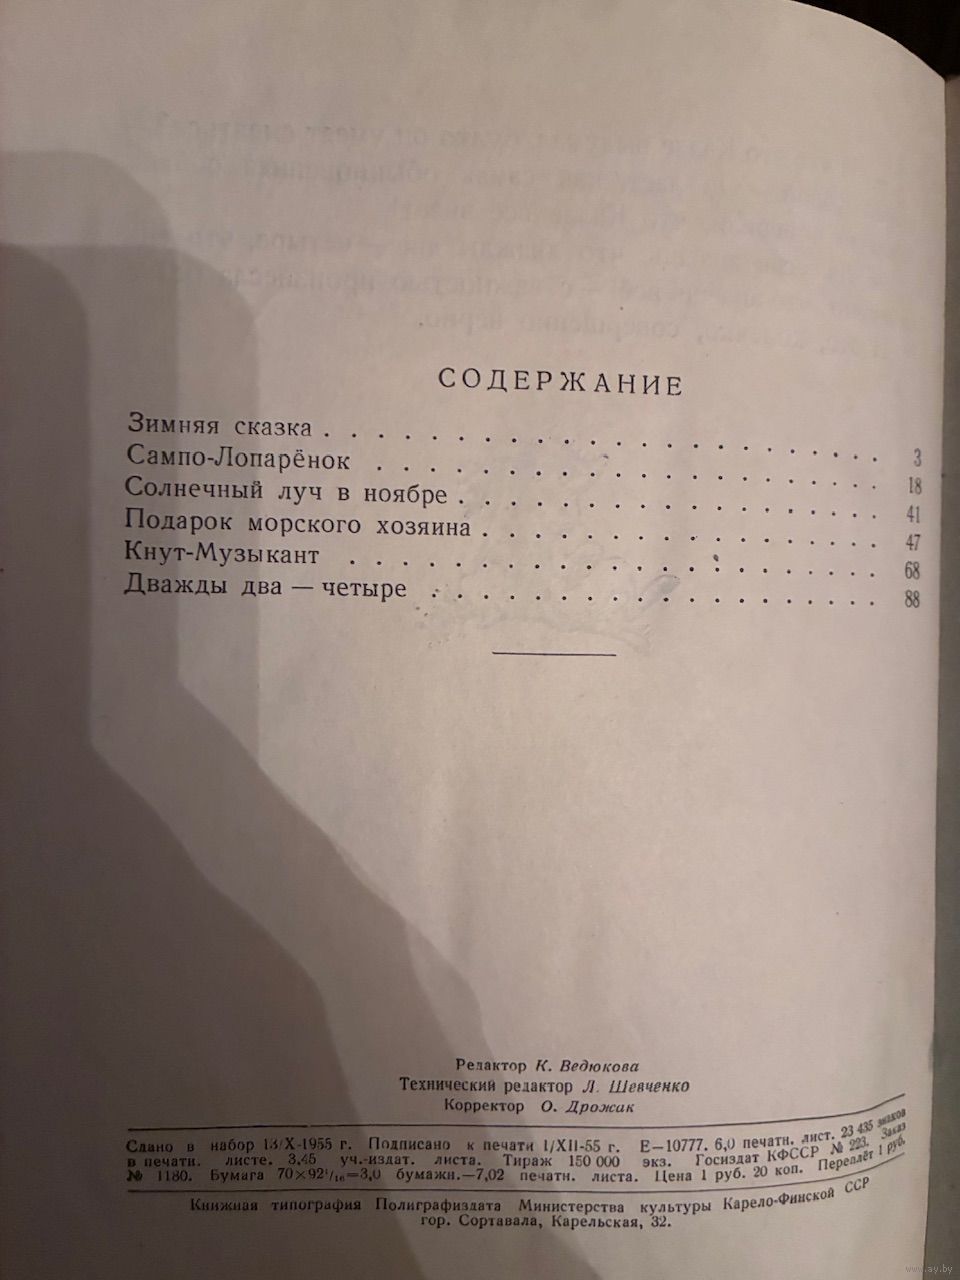 СОДЕРЖАНИЕ
Зимняя сказка . . . . . . . . . . . . . . . . . . . . . 3
Сампо-Лопарёнок . . . . . . . . . . . . . . . . . . . 18
Солнечный луч в ноябре . . . . . . . . . . . . . . . . 41
Подарок морского хозяина . . . . . . . . . . . . . . . 47
Кнут-Музыкант . . . . . . . . . . . . . . . . . . . . 68
Дважды два — четыре . . . . . . . . . . . . . . . . . 88
Редактор К. Ведюкова
Технический редактор Л. Шевченко
Корректор О. Дрожак
Сдано в набор 13/X-1955 г. Подписано к печати 1/XII-55 г. Е—10777. 6,0 печатн. лист. 23 435 знаков
в печатн. листе. 3,45 уч.-издат. листа. Тираж 150 000 экз. Госиздат КФССР № 223. Заказ
№ 1180. Бумага 70×92¹/₁₆=3,0 бумажн.—7,02 печатн. листа. Цена 1 руб. 20 коп. Переплёт 1 руб.
Книжная типография Полиграфиздата Министерства культуры Карело-Финской ССР
гор. Сортавала, Карельская, 32.
www.ay.by